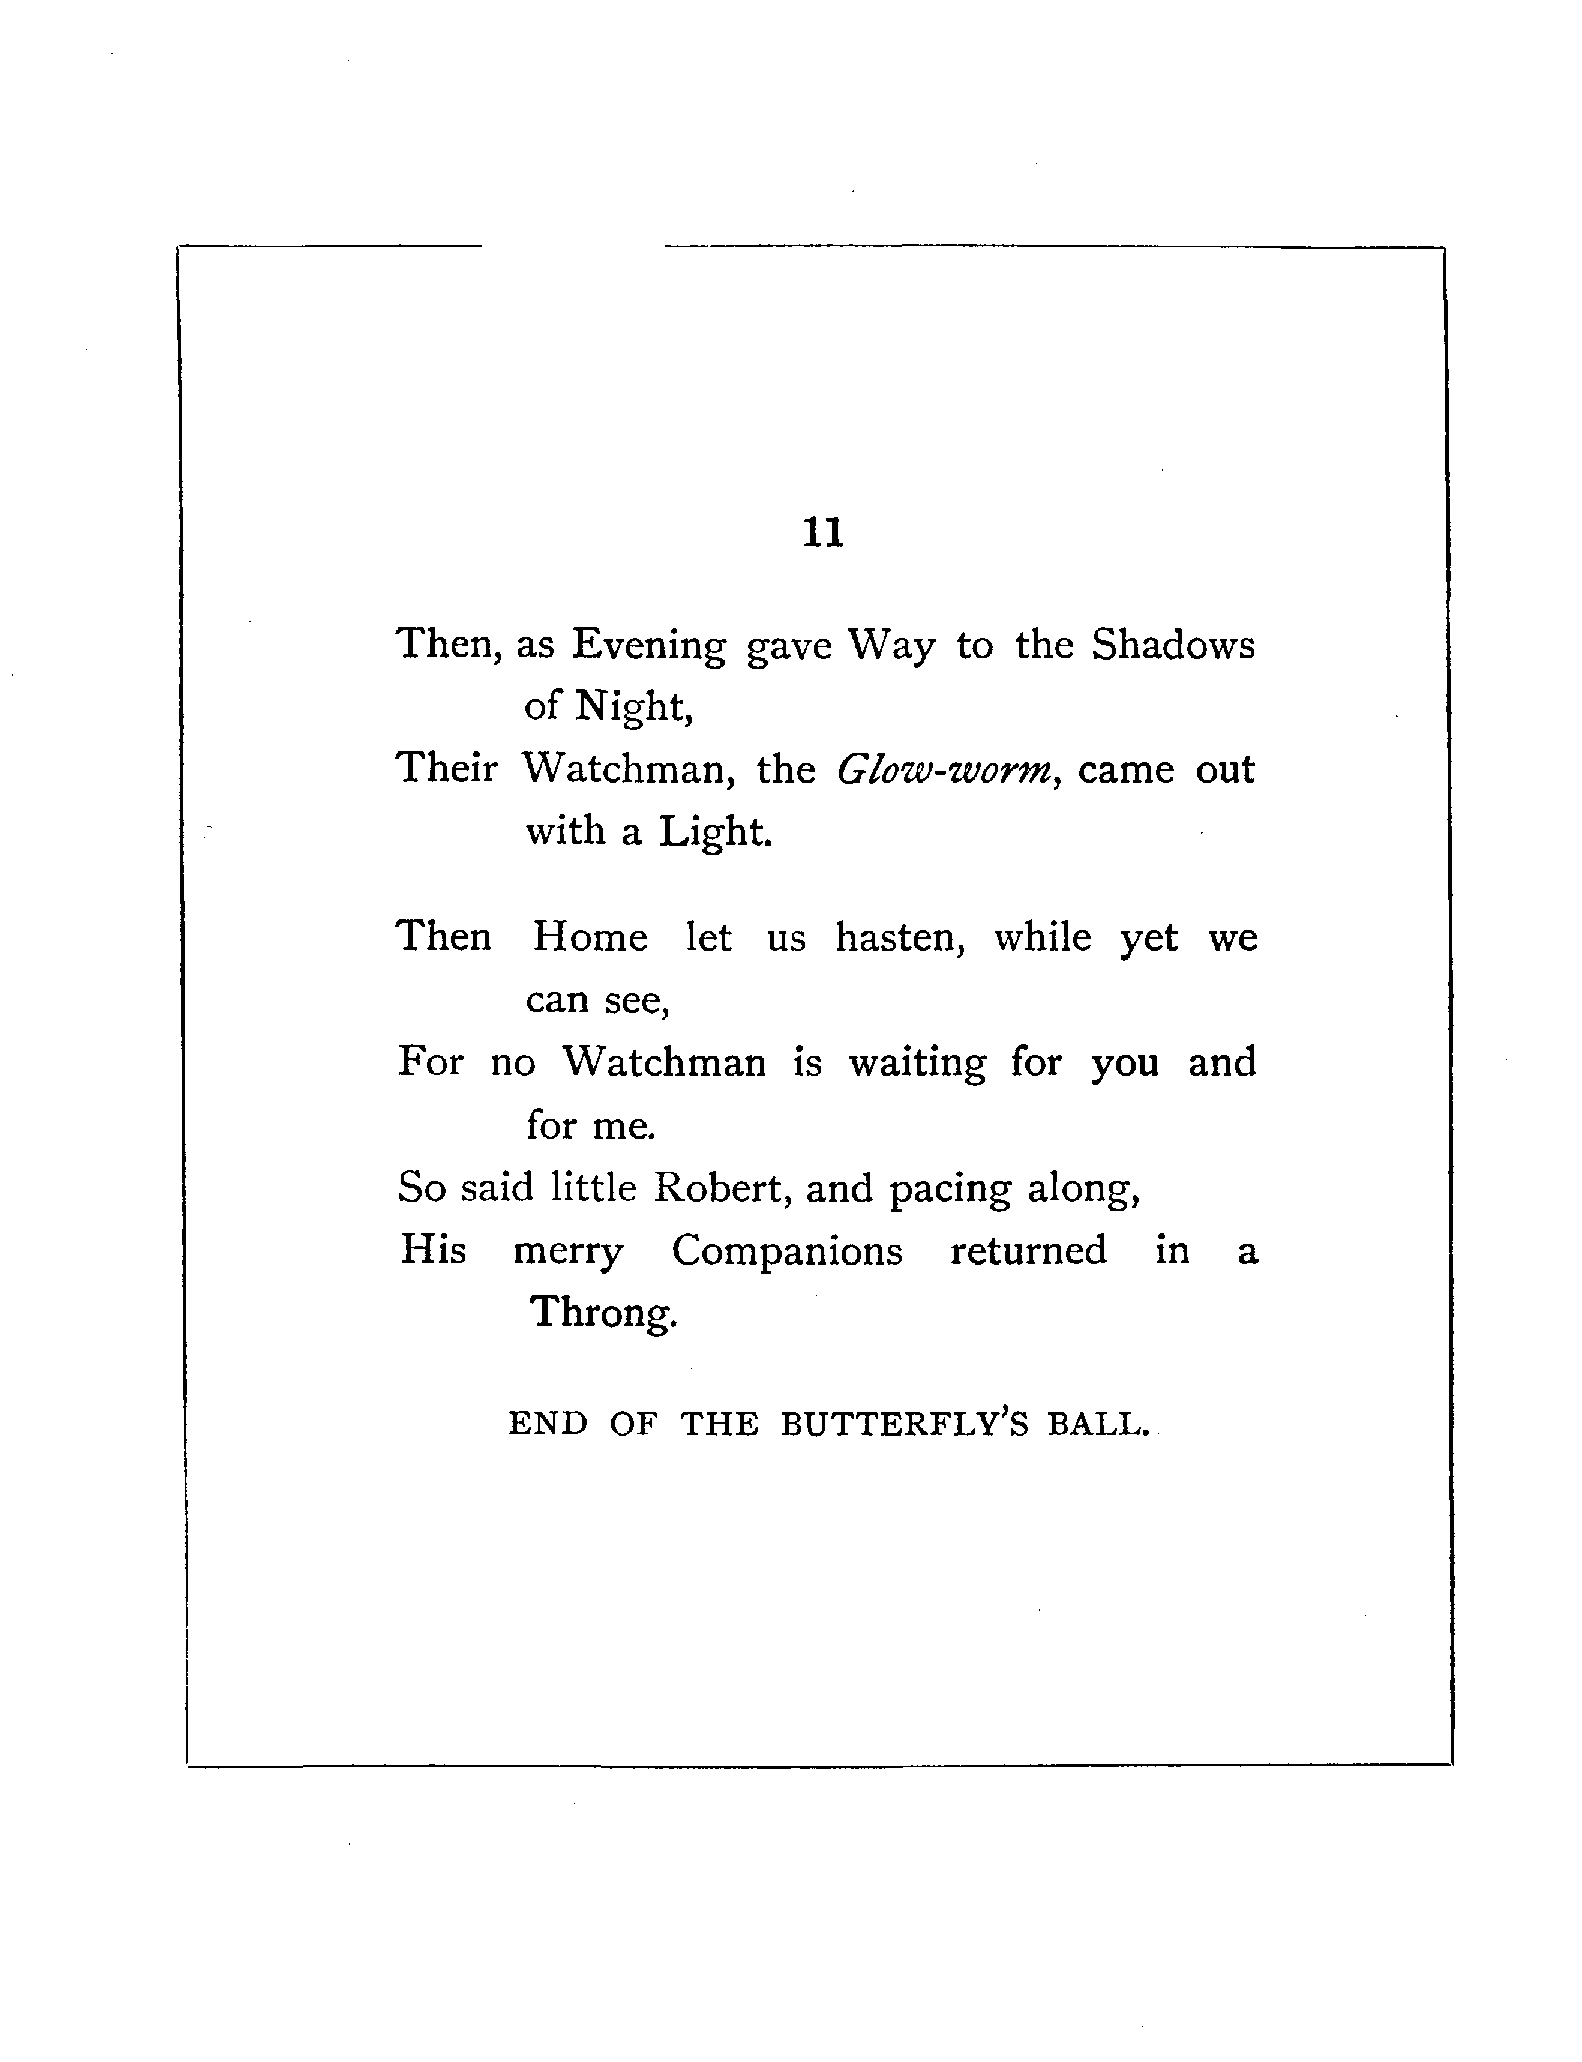 11
Then, as Evening gave Way to the Shadows
of Night,
Their Watchman, the Glow-worm, came out
with a Light.
Then Home let us hasten, while yet we
can see,
For no Watchman is waiting for you and
for me.
So said little Robert, and pacing along,
His merry Companions returned in a
Throng.
END OF THE BUTTERFLY'S BALL.